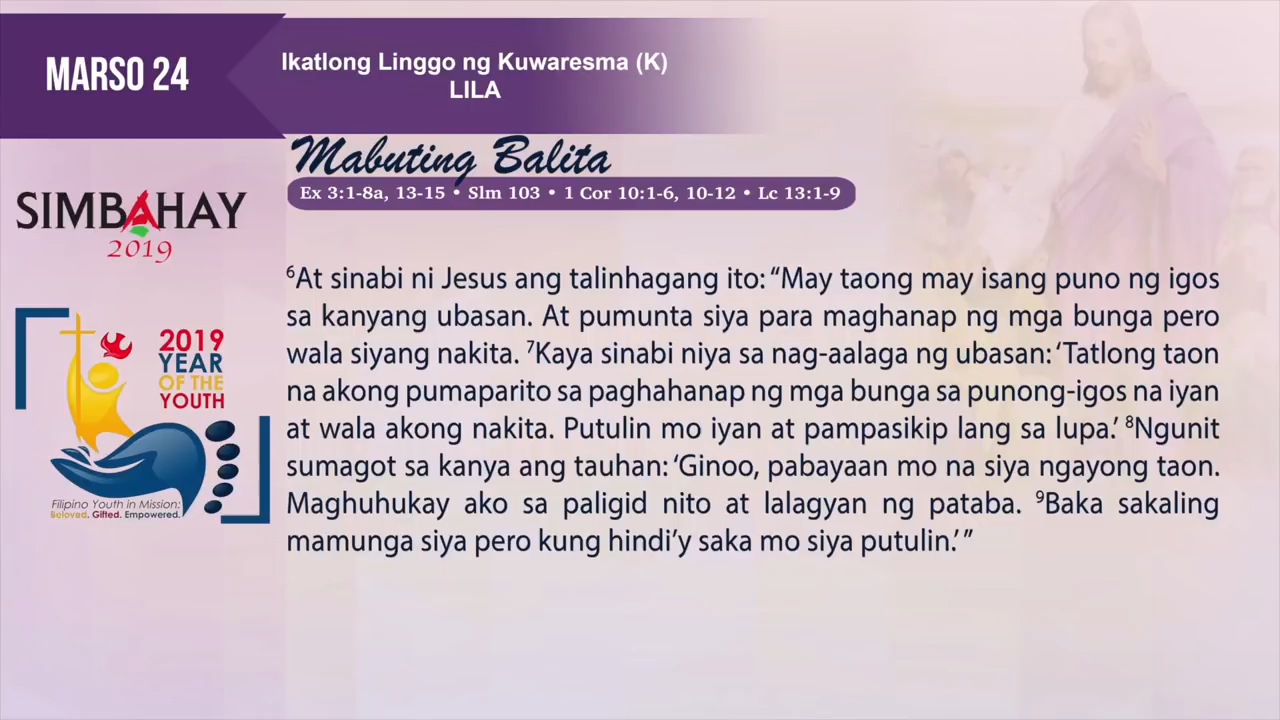 MARSO 24
Ikatlong Linggo ng Kuwaresma (K)
LILA
Mabuting Balita
Ex 3:1-8a, 13-15 • Slm 103 • 1 Cor 10:1-6, 10-12 • Lc 13:1-9
SIMBAHAY
2019
2019
YEAR
OF THE
YOUTH
Filipino Youth in Mission:
Beloved. Gifted. Empowered.
⁶At sinabi ni Jesus ang talinhagang ito: “May taong may isang puno ng igos
sa kanyang ubasan. At pumunta siya para maghanap ng mga bunga pero
wala siyang nakita. ⁷Kaya sinabi niya sa nag-aalaga ng ubasan: ‘Tatlong taon
na akong pumaparito sa paghahanap ng mga bunga sa punong-igos na iyan
at wala akong nakita. Putulin mo iyan at pampasikip lang sa lupa.’ ⁸Ngunit
sumagot sa kanya ang tauhan: ‘Ginoo, pabayaan mo na siya ngayong taon.
Maghuhukay ako sa paligid nito at lalagyan ng pataba. ⁹Baka sakaling
mamunga siya pero kung hindi’y saka mo siya putulin.’ ”